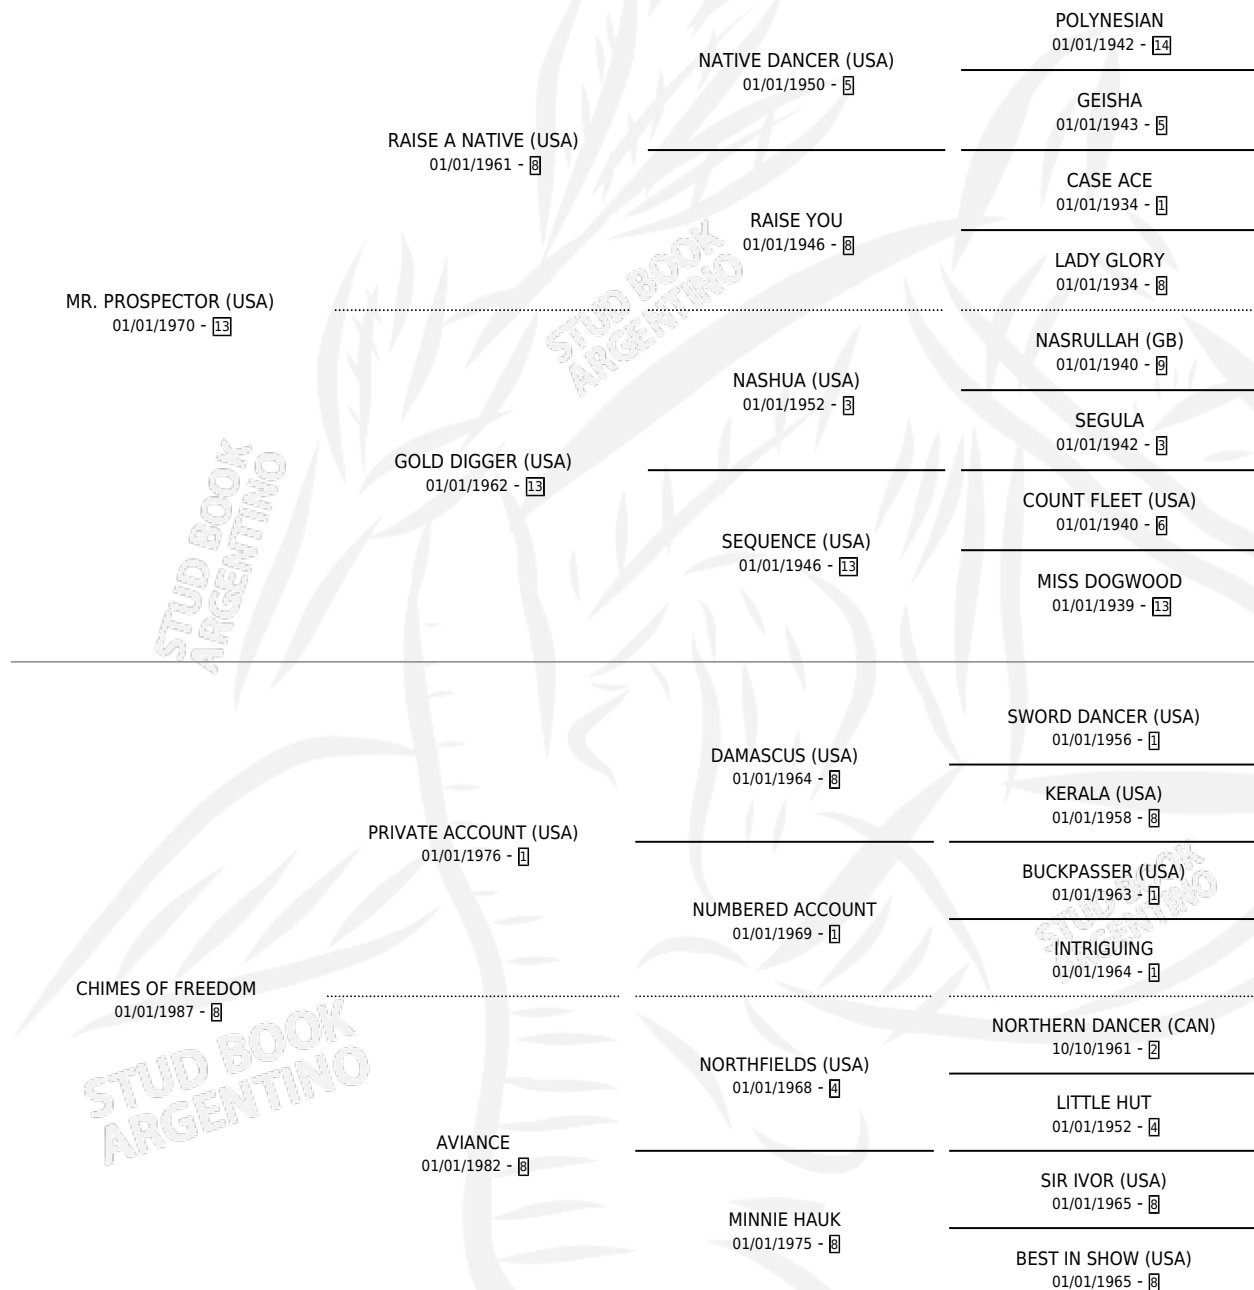 POLYNESIAN
01/01/1942 - 14
NATIVE DANCER (USA)
01/01/1950 - 5
GEISHA
01/01/1943 - 5
RAISE A NATIVE (USA)
01/01/1961 - 8
CASE ACE
01/01/1934 - 1
RAISE YOU
01/01/1946 - 8
LADY GLORY
01/01/1934 - 8
MR. PROSPECTOR (USA)
01/01/1970 - 13
NASRULLAH (GB)
01/01/1940 - 9
NASHUA (USA)
01/01/1952 - 3
SEGULA
01/01/1942 - 3
GOLD DIGGER (USA)
01/01/1962 - 13
COUNT FLEET (USA)
01/01/1940 - 6
SEQUENCE (USA)
01/01/1946 - 13
MISS DOGWOOD
01/01/1939 - 13
SWORD DANCER (USA)
01/01/1956 - 1
DAMASCUS (USA)
01/01/1964 - 8
KERALA (USA)
01/01/1958 - 8
PRIVATE ACCOUNT (USA)
01/01/1976 - 1
BUCKPASSER (USA)
01/01/1963 - 1
NUMBERED ACCOUNT
01/01/1969 - 1
INTRIGUING
01/01/1964 - 1
CHIMES OF FREEDOM
01/01/1987 - 8
NORTHERN DANCER (CAN)
10/10/1961 - 2
NORTHFIELDS (USA)
01/01/1968 - 4
LITTLE HUT
01/01/1952 - 4
AVIANCE
01/01/1982 - 8
SIR IVOR (USA)
01/01/1965 - 8
MINNIE HAUK
01/01/1975 - 8
BEST IN SHOW (USA)
01/01/1965 - 8
STUD BOOK
ARGENTINO
STUD BOOK
ARGENTINO
STUD BOOK
ARGENTINO
STUD BOOK
ARGENTINO